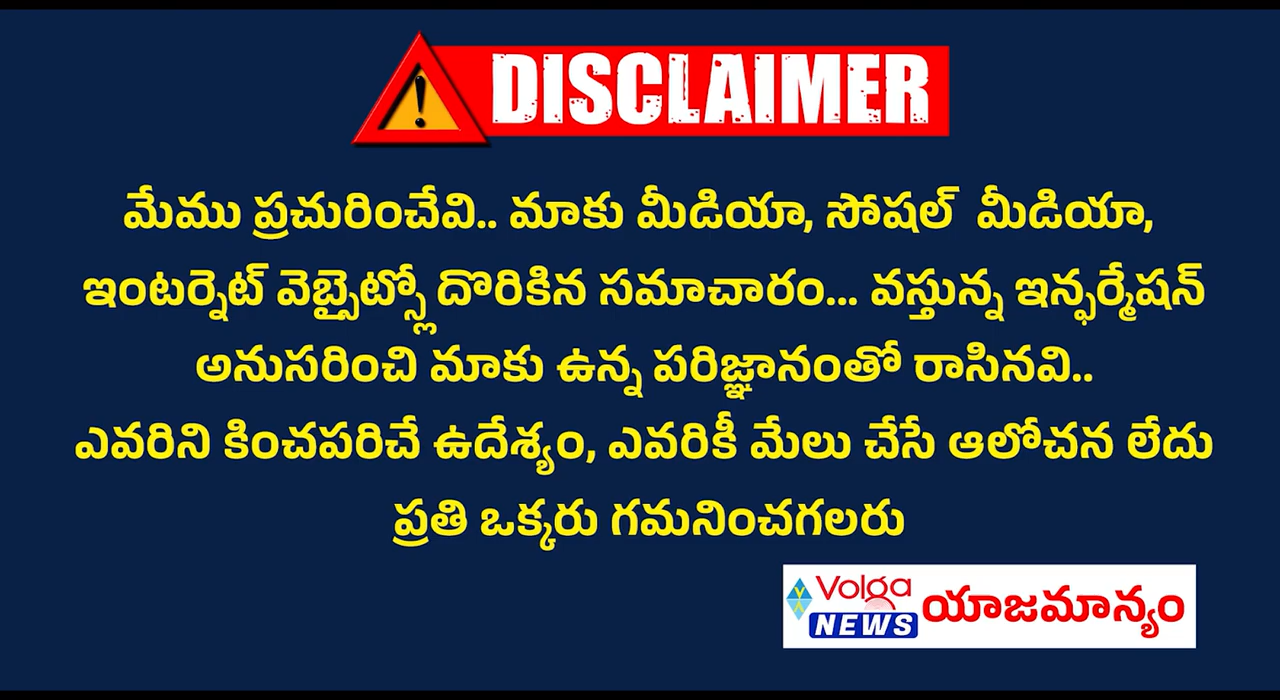 DISCLAIMER
మేము ప్రచురించేవి.. మాకు మీడియా, సోషల్ మీడియా,
ఇంటర్నెట్ వెబ్సైట్స్లో దొరికిన సమాచారం... వస్తున్న ఇన్ఫర్మేషన్
అనుసరించి మాకు ఉన్న పరిజ్ఞానంతో రాసినవి..
ఎవరిని కించపరిచే ఉదేశ్యం, ఎవరికీ మేలు చేసే ఆలోచన లేదు
ప్రతి ఒక్కరు గమనించగలరు
Volga NEWS యాజమాన్యం